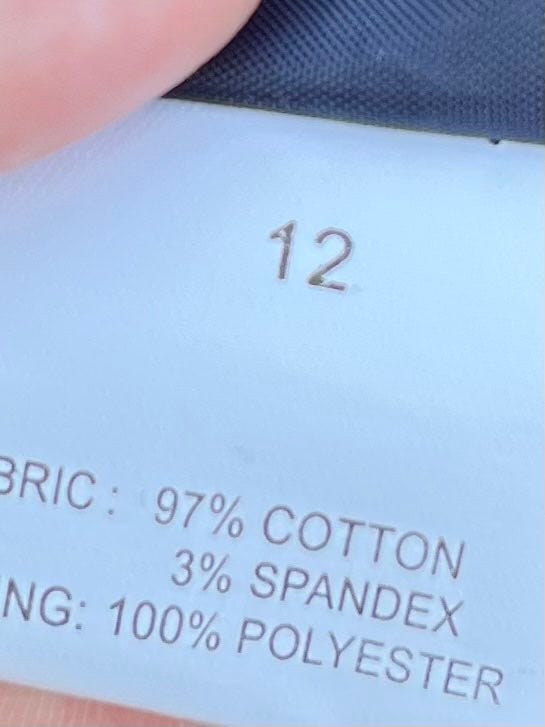 12
BRIC: 97% COTTON
3% SPANDEX
NG: 100% POLYESTER